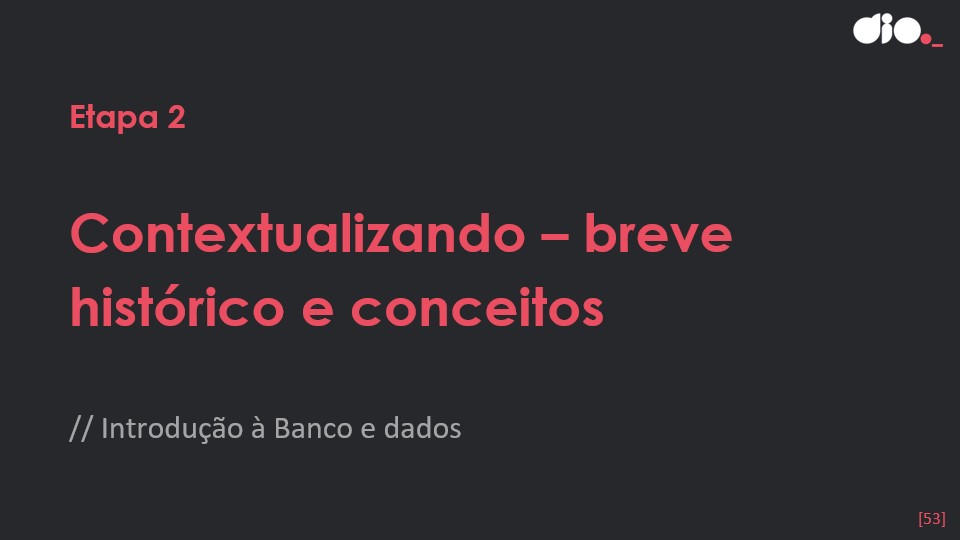 dio._
Etapa 2
Contextualizando – breve
histórico e conceitos
// Introdução à Banco e dados
[53]